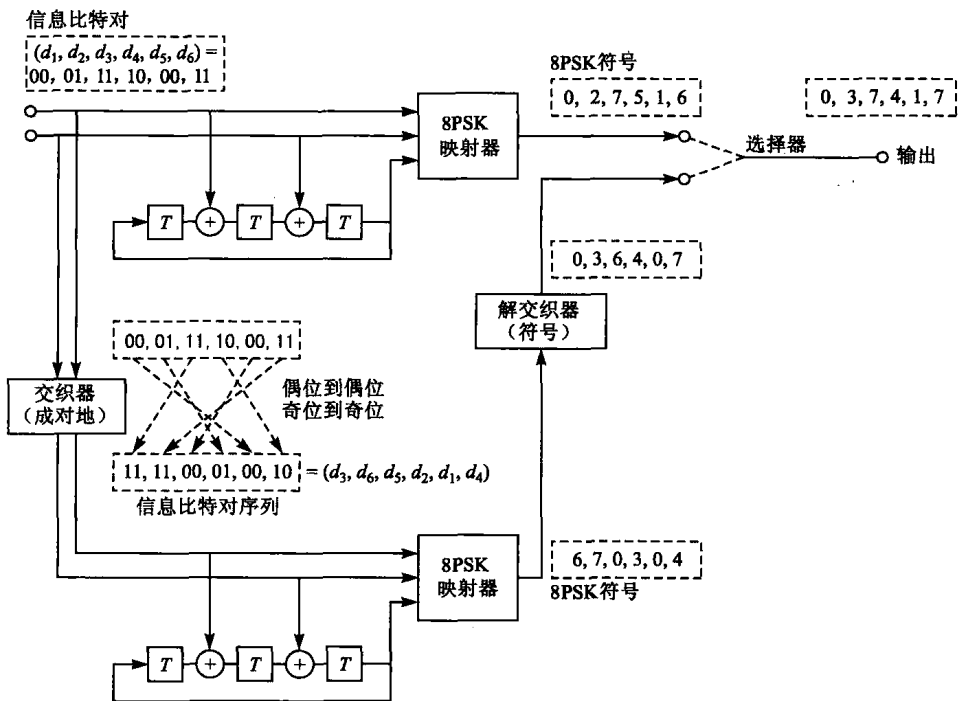 信息比特对
(d₁, d₂, d₃, d₄, d₅, d₆) =
00, 01, 11, 10, 00, 11
8PSK
映射器
8PSK符号
0, 2, 7, 5, 1, 6
选择器
0, 3, 7, 4, 1, 7
输出
T
+
T
+
T
0, 3, 6, 4, 0, 7
解交织器
(符号)
00, 01, 11, 10, 00, 11
偶位到偶位
奇位到奇位
交织器
(成对地)
11, 11, 00, 01, 00, 10 = (d₃, d₆, d₅, d₂, d₁, d₄)
信息比特对序列
8PSK
映射器
6, 7, 0, 3, 0, 4
8PSK符号
T
+
T
+
T